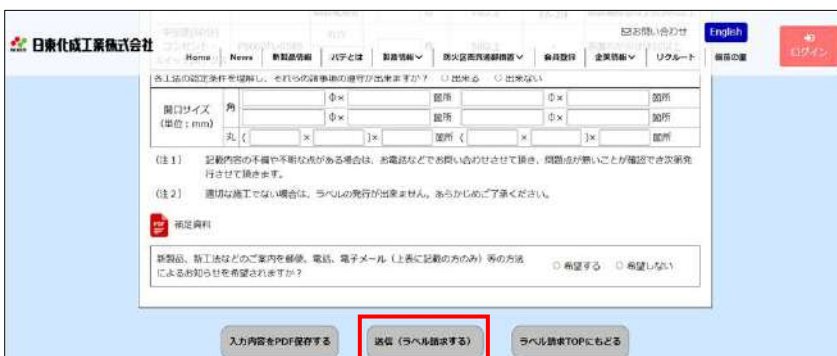 お問い合わせ
English
ログイン
日東化成工業株式会社
Home
News
新製品情報
パテとは
製品情報
防火区画貫通部措置
会員登録
企業情報
リクルート
各工法の認定条件を理解し、それらの諸事項の遵守が出来ますか？ ○出来る ○出来ない
開口サイズ
(単位：mm)
角 Φ× 箇所 Φ× 箇所
Φ× 箇所 Φ× 箇所
丸 ( × )× 箇所 ( × )× 箇所
(注1) 記載内容の不備や不明な点がある場合は、お電話などでお問い合わせさせて頂き、問題点が無いことが確認でき次第発
行させて頂きます。
(注2) 適切な施工でない場合は、ラベルの発行が出来ません。あらかじめご了承ください。
PDF 補足資料
新製品、新工法などのご案内を郵便、電話、電子メール（上表に記載の方のみ）等の方法
によるお知らせを希望されますか？
○ 希望する ○ 希望しない
入力内容をPDF保存する
送信（ラベル請求する）
ラベル請求TOPにもどる